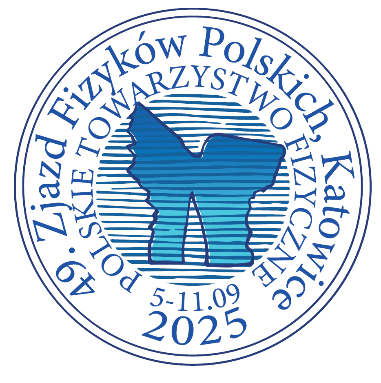 49. Zjazd Fizyków Polskich, Katowice
POLSKIE TOWARZYSTWO FIZYCZNE
5-11.09
2025